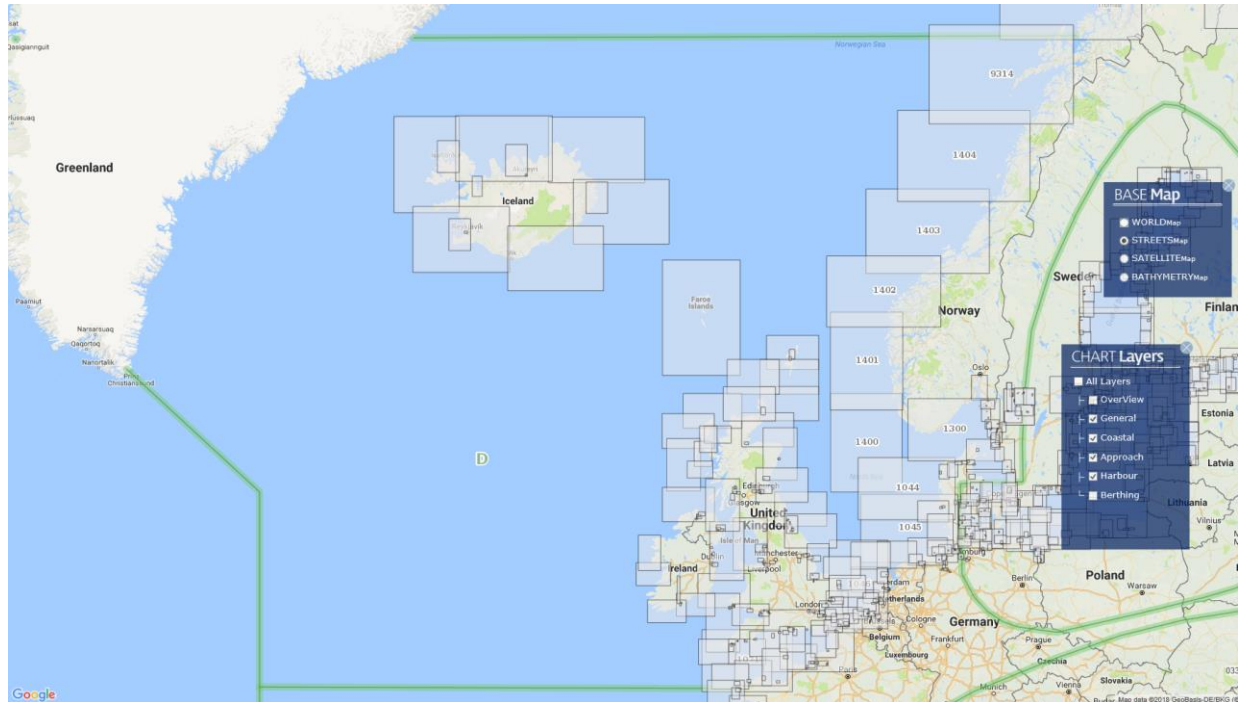 Norwegian Sea
9314
Qasigiannguit
1404
Greenland
BASE Map
WORLDMap
STREETSMap
SATELLITEMap
BATHYMETRYMap
Iceland
1403
Sweden
1402
Faroe
Islands
Norway
Finlan
Paamiut
Narsarsuaq
Qaqortoq
Nanortalik
Prins
Christianssund
CHART Layers
All Layers
OverView
General
Coastal
Approach
Harbour
Berthing
1401
Oslo
1300
Estonia
1400
D
Latvia
1044
Edinburgh
Glasgow
United
Kingdom
1045
Lithuania
Vilnius
Isle of Man
Dublin
Manchester
Liverpool
Ireland
Berlin
Poland
Warsaw
London
Netherlands
Cologne
Belgium
Germany
Frankfurt
Luxembourg
Prague
Czechia
Paris
Slovakia
Munich
Vienna
033
Google
Map data ©2018 GeoBasis-DE/BKG (©